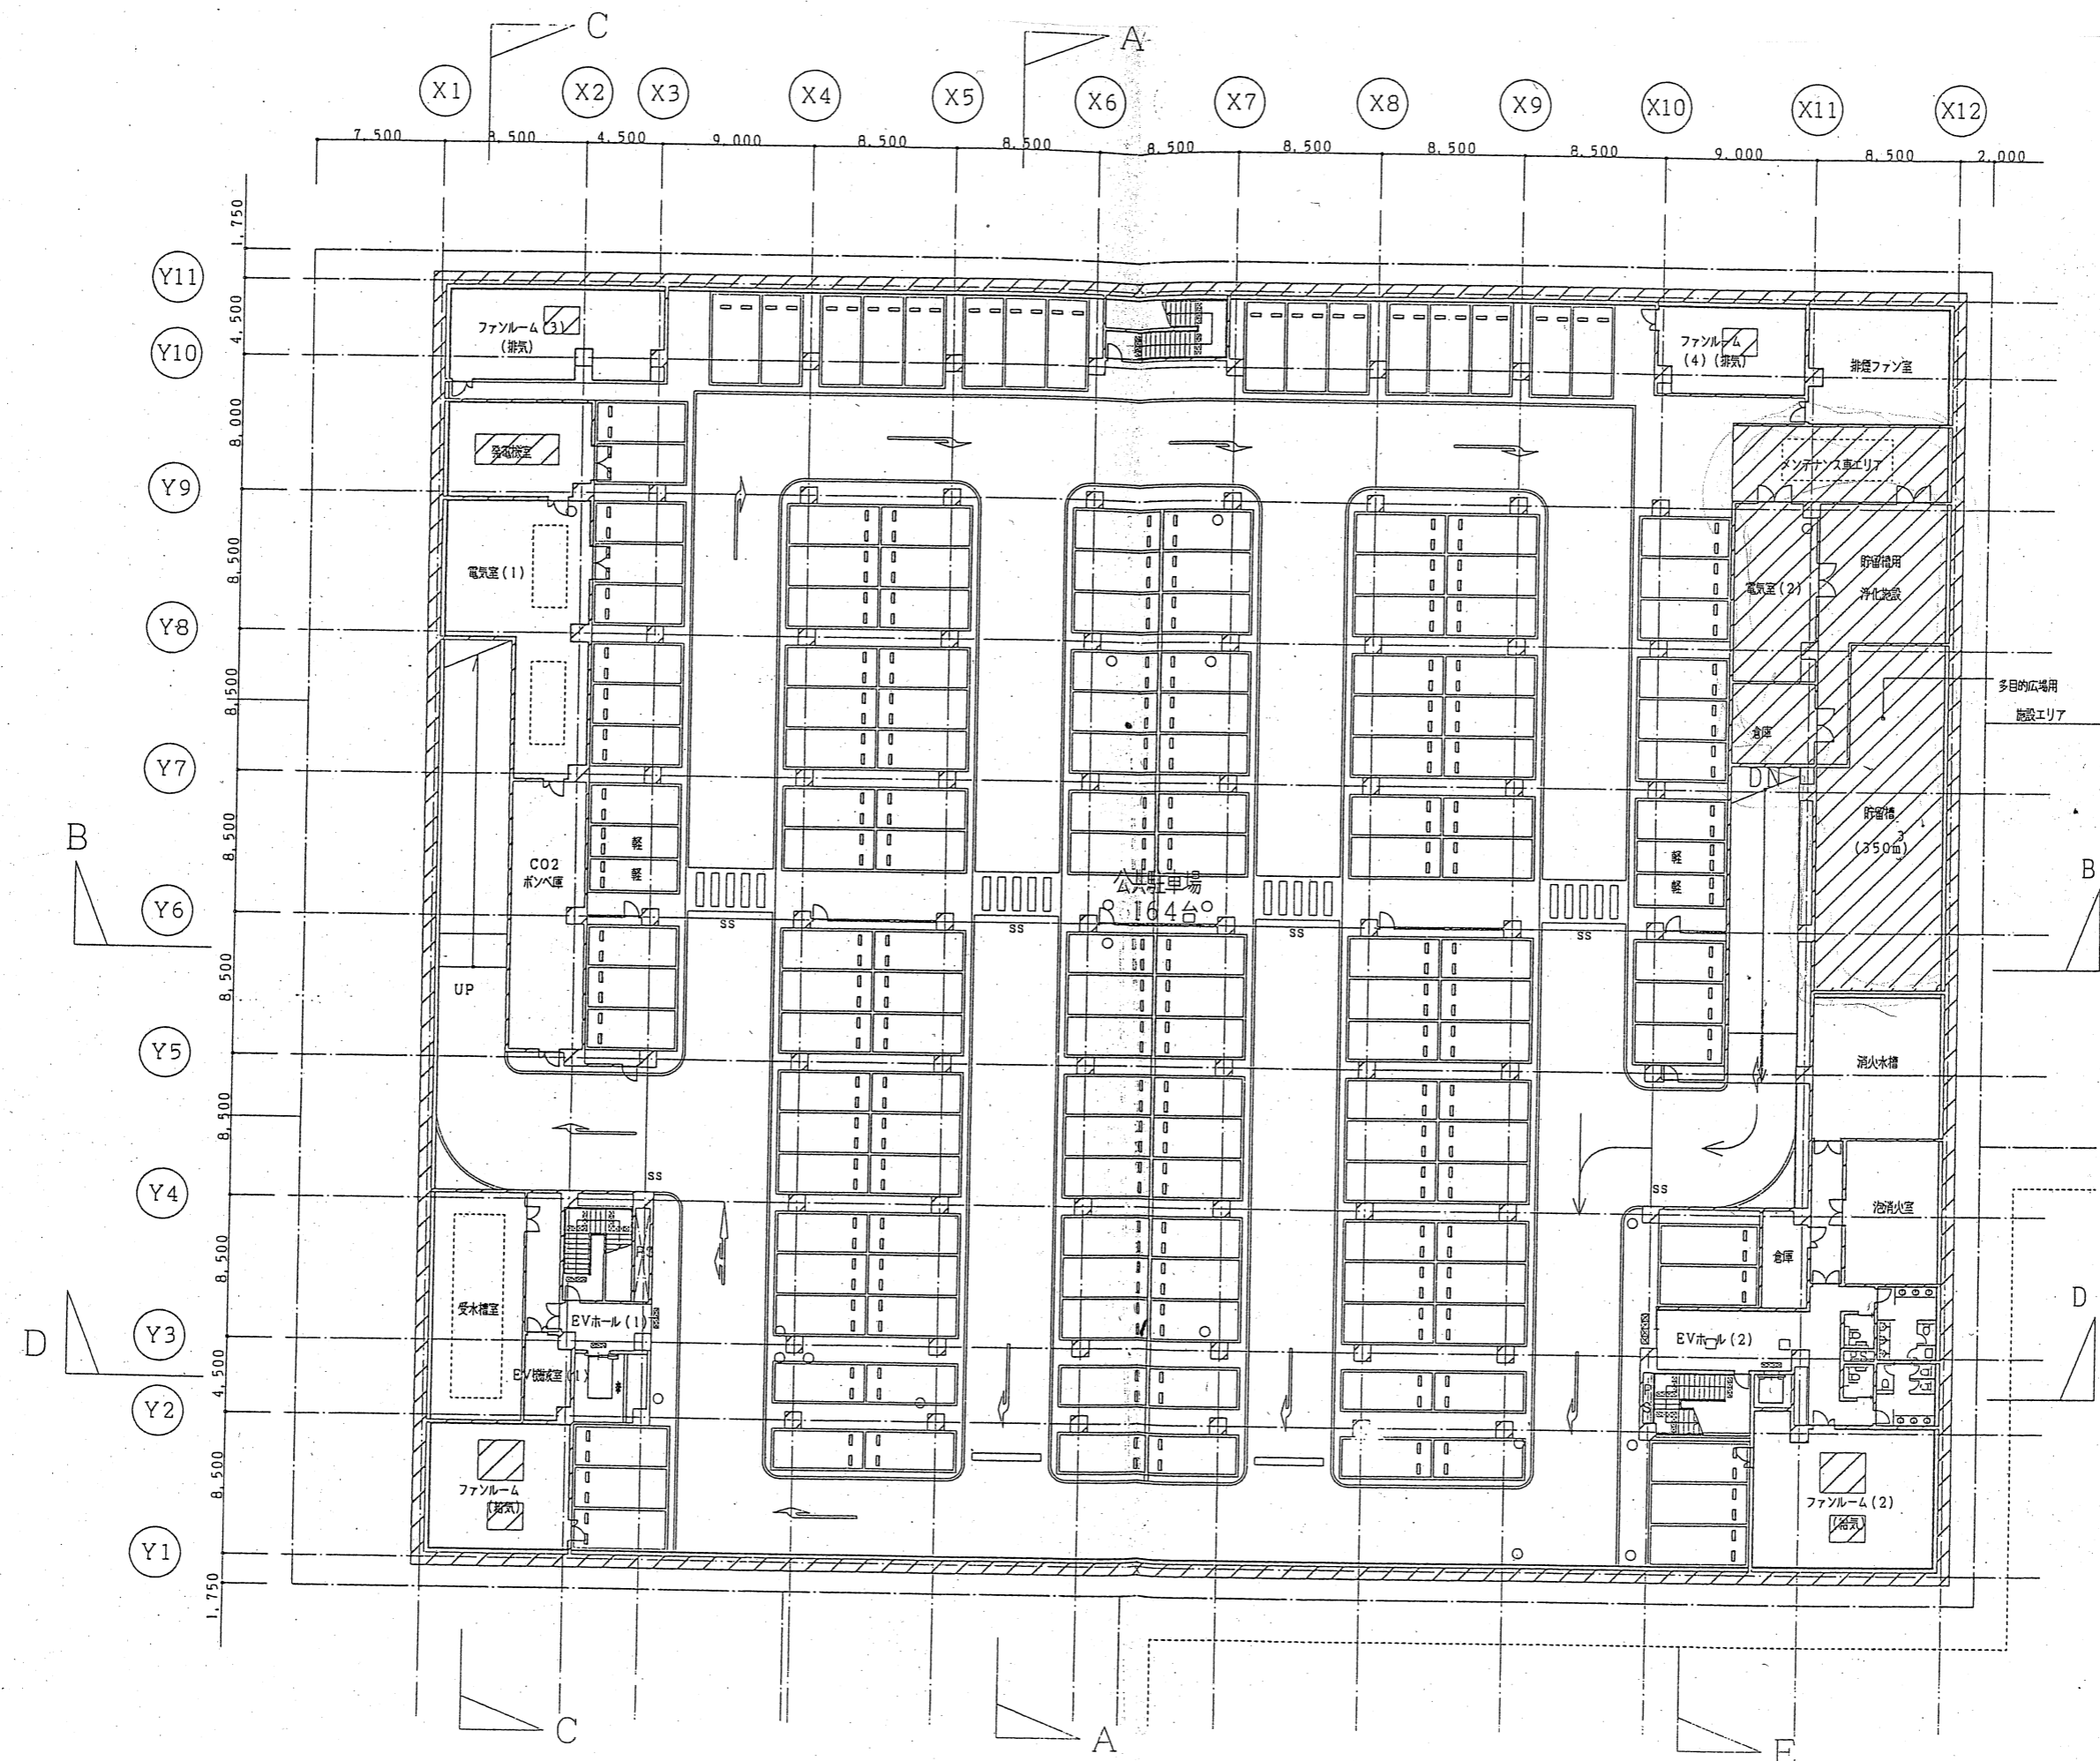 C
A
X1
X2
X3
X4
X5
X6
X7
X8
X9
X10
X11
X12
7,500
8,500
4,500
9,000
8,500
8,500
8,500
8,500
8,500
8,500
9,000
8,500
2,000
1,750
Y11
4,500
Y10
8,000
Y9
8,500
Y8
8,500
Y7
8,500
Y6
8,500
Y5
8,500
Y4
8,500
Y3
4,500
Y2
8,500
Y1
1,750
ファンルーム(3)
(排気)
ファンルーム
(4)(排気)
排煙ファン室
発電機室
メンテナンス車エリア
電気室(1)
電気室(2)
貯留槽用
浄化施設
多目的広場用
施設エリア
倉庫
DN
貯留槽
(350㎥)
B
B
CO2
ボンベ庫
軽
軽
軽
軽
公共駐車場
164台
SS
SS
SS
SS
UP
消火水槽
SS
SS
泡消火室
倉庫
受水槽室
EVホール(1)
EVホール(2)
PS
D
D
EV機械室(1)
PS
ファンルーム
(給気)
ファンルーム(2)
(給気)
C
A
E